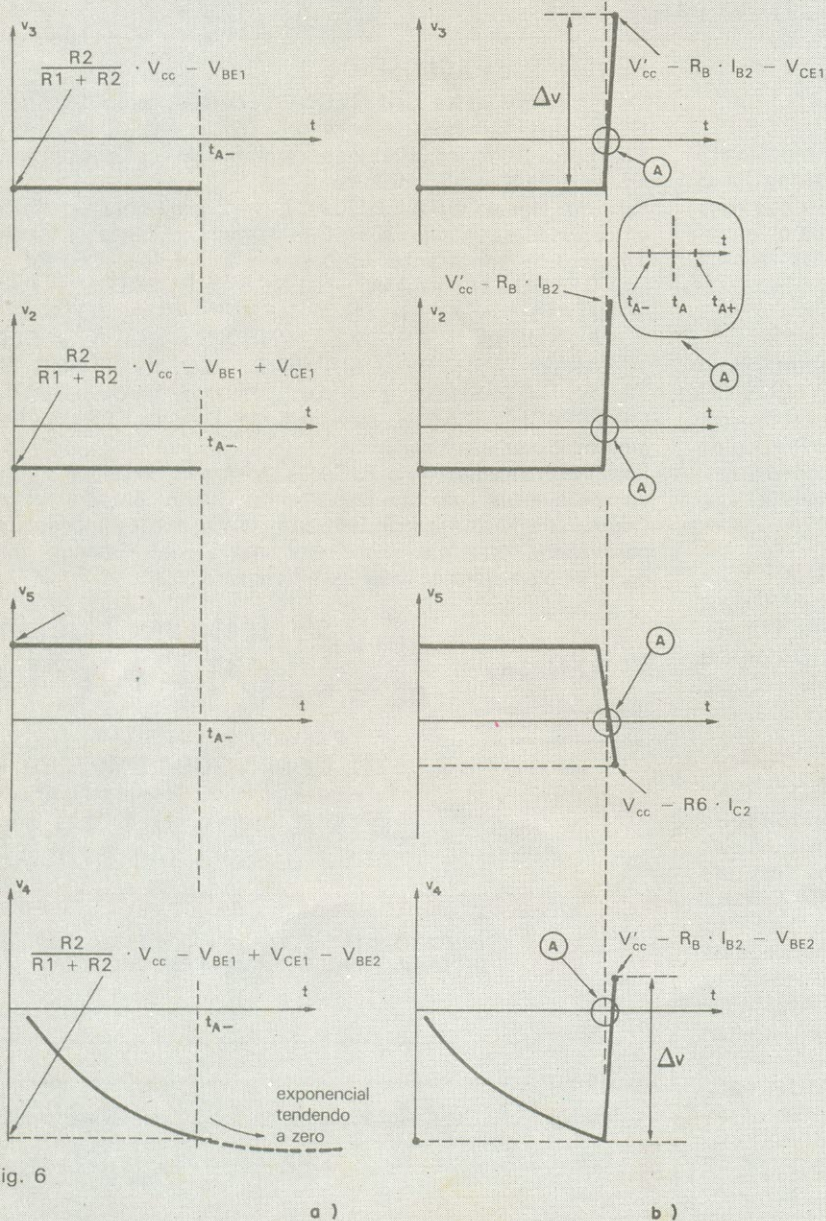 v3
R2
R1 + R2 · Vcc − VBE1
t
tA−
v2
R2
R1 + R2 · Vcc − VBE1 + VCE1
t
tA−
v5
t
tA−
v4
R2
R1 + R2 · Vcc − VBE1 + VCE1 − VBE2
t
tA−
exponencial
tendendo
a zero
ig. 6
a )
v3
V′cc − RB · IB2 − VCE1
Δv
t
A
t
tA− tA tA+
A
V′cc − RB · IB2
v2
t
A
v5
A
t
Vcc − R6 · IC2
v4
A
V′cc − RB · IB2 − VBE2
t
Δv
b )